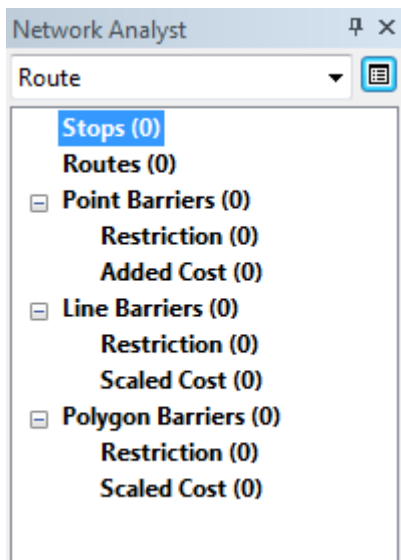 Network Analyst
Route
Stops (0)
Routes (0)
Point Barriers (0)
Restriction (0)
Added Cost (0)
Line Barriers (0)
Restriction (0)
Scaled Cost (0)
Polygon Barriers (0)
Restriction (0)
Scaled Cost (0)